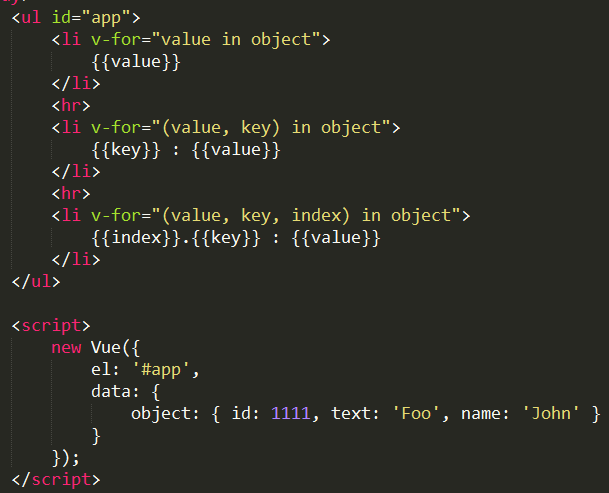 ay.
<ul id="app">
    <li v-for="value in object">
        {{value}}
    </li>
    <hr>
    <li v-for="(value, key) in object">
        {{key}} : {{value}}
    </li>
    <hr>
    <li v-for="(value, key, index) in object">
        {{index}}.{{key}} : {{value}}
    </li>
</ul>

<script>
    new Vue({
        el: '#app',
        data: {
            object: { id: 1111, text: 'Foo', name: 'John' }
        }
    });
</script>